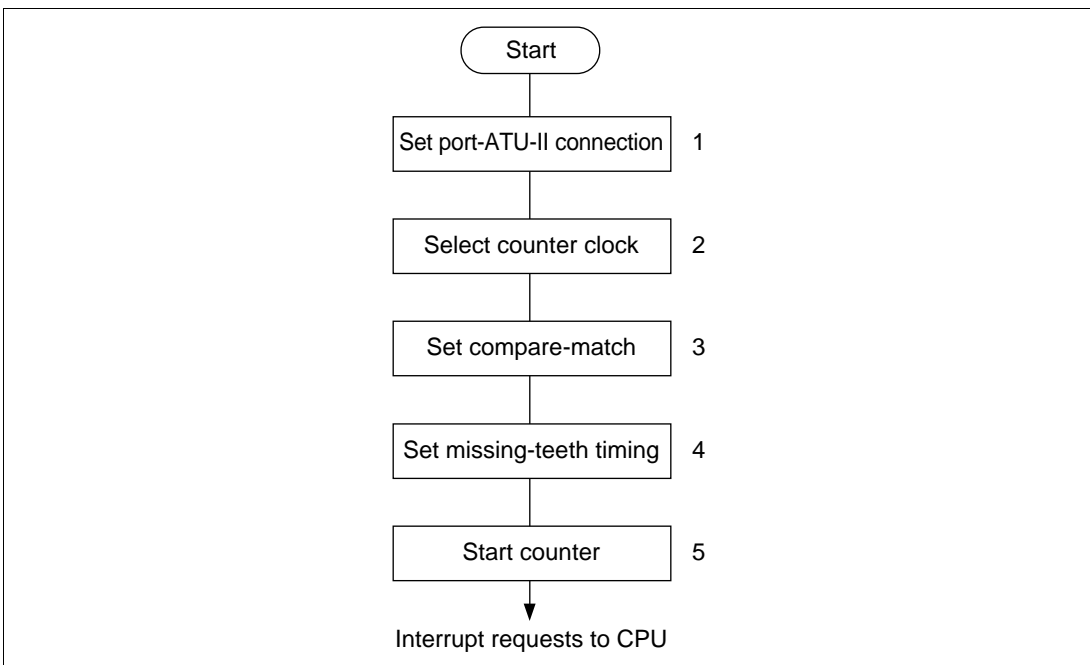 Start
Set port-ATU-II connection 1
Select counter clock 2
Set compare-match 3
Set missing-teeth timing 4
Start counter 5
Interrupt requests to CPU